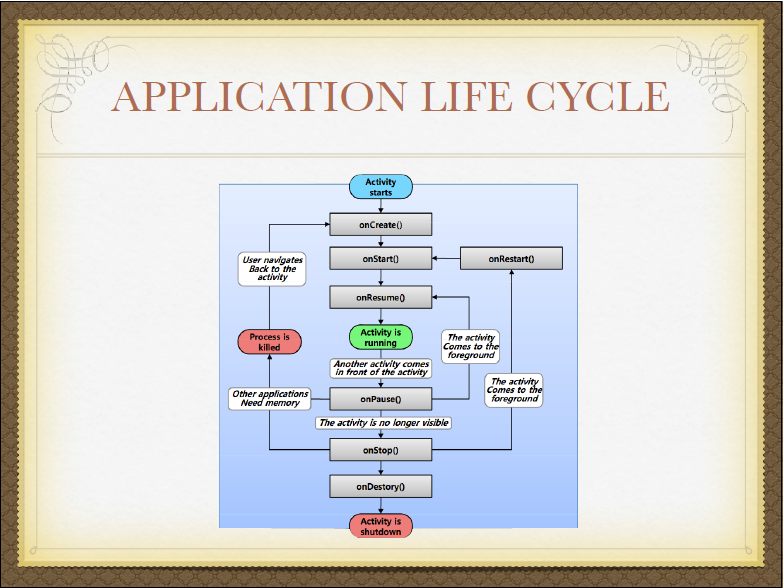 APPLICATION LIFE CYCLE
Activity
starts
onCreate()
User navigates
Back to the
activity
onStart()
onRestart()
onResume()
Process is
killed
Activity is
running
The activity
Comes to the
foreground
Another activity comes
in front of the activity
The activity
Comes to the
foreground
Other applications
Need memory
onPause()
The activity is no longer visible
onStop()
onDestory()
Activity is
shutdown